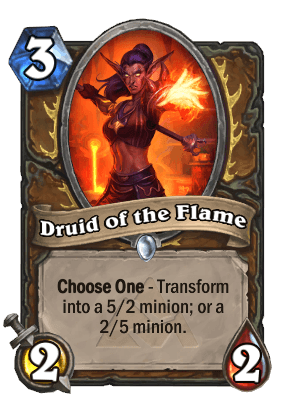 3
Druid of the Flame
Choose One - Transform
into a 5/2 minion; or a
2/5 minion.
2 2